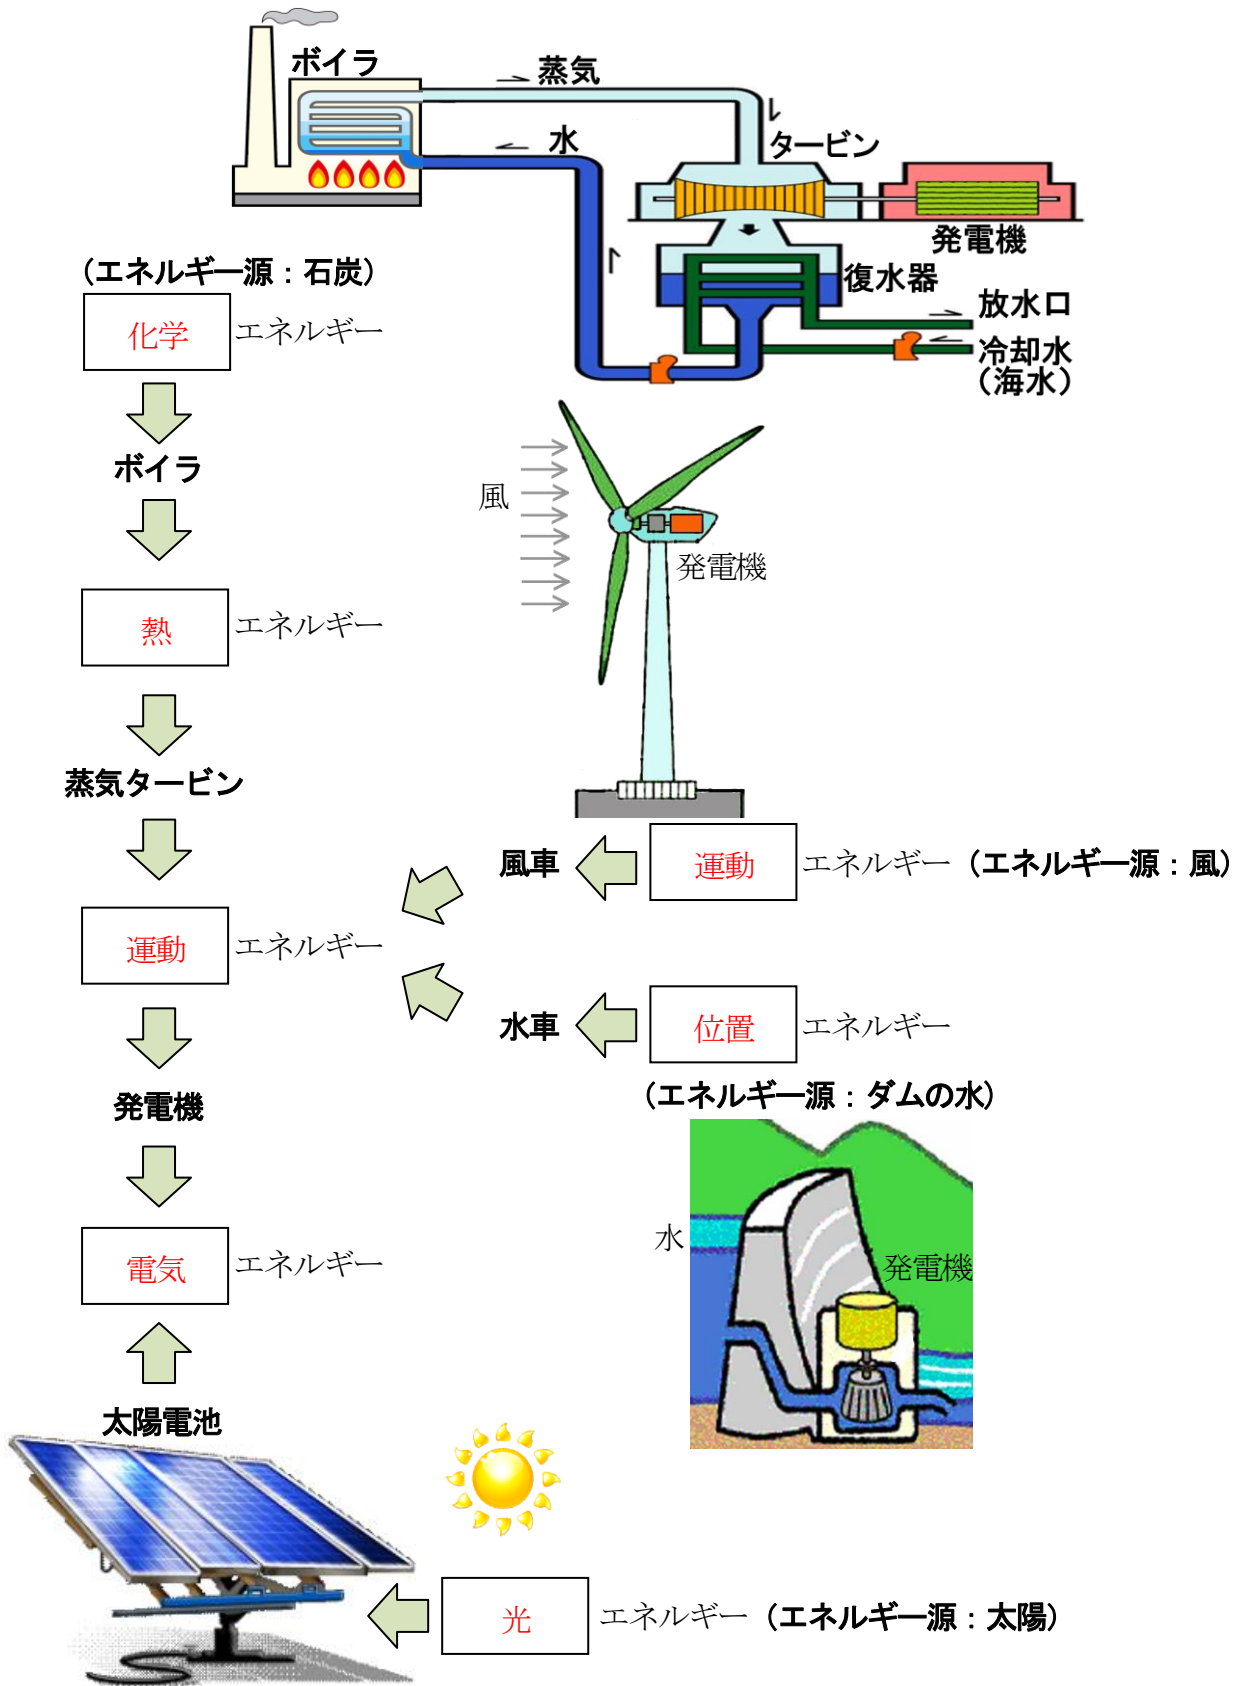 ボイラ
蒸気
水
タービン
発電機
復水器
放水口
冷却水
（海水）
（エネルギー源：石炭）
化学 エネルギー
ボイラ
風
発電機
熱 エネルギー
蒸気タービン
風車 運動 エネルギー （エネルギー源：風）
運動 エネルギー
水車 位置 エネルギー
（エネルギー源：ダムの水）
発電機
水
発電機
電気 エネルギー
太陽電池
光 エネルギー （エネルギー源：太陽）